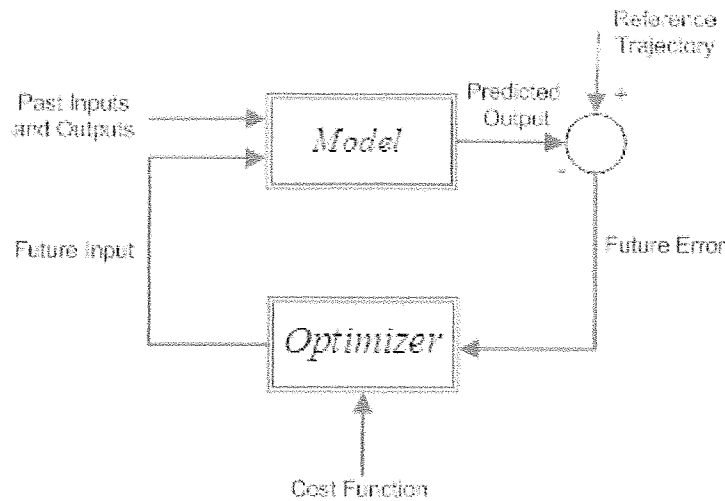 Reference
Trajectory
+
Past Inputs
and Outputs
Model
Predicted
Output
-
Future Input
Future Error
Optimizer
Cost Function